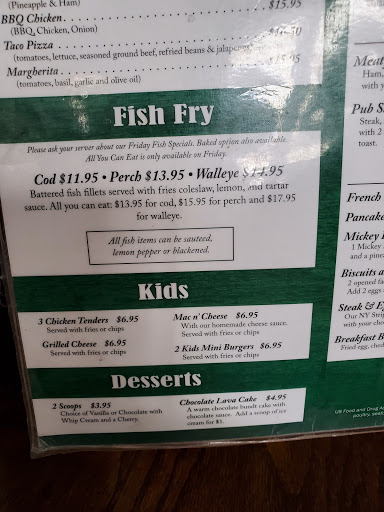 (Pineapple & Ham)
BBQ Chicken
$15.95
(BBQ, Chicken, Onion)
Taco Pizza
(tomatoes, lettuce, seasoned ground beef, refried beans & jalapenos)
Margherita
(tomatoes, basil, garlic and olive oil)
Fish Fry
Please ask your server about our Friday Fish Specials. Baked option also available.
All You Can Eat is only available on Friday.
Cod $11.95 • Perch $13.95 • Walleye $14.95
Battered fish fillets served with fries coleslaw, lemon, and tartar
sauce. All you can eat: $13.95 for cod, $15.95 for perch and $17.95
for walleye.
All fish items can be sauteed,
lemon pepper or blackened.
Kids
3 Chicken Tenders $6.95
Served with fries or chips
Grilled Cheese $6.95
Served with fries or chips
Mac n' Cheese $6.95
With our homemade cheese sauce.
Served with fries or chips
2 Kids Mini Burgers $6.95
Served with fries or chips
Desserts
2 Scoops $3.95
Choice of Vanilla or Chocolate with
Whip Cream and a Cherry.
Chocolate Lava Cake $4.95
A warm chocolate bundt cake with
chocolate sauce. Add a scoop of ice
cream for $1.
Meat
Ham,
with y
Pub S
Steak,
with 2
toast.
French
Pancake
Mickey
1 Mickey
and a pine
Biscuits a
2 opened fa
Add 2 eggs
Steak & E
Our NY Strip
with your cho
Breakfast B
Fried egg, chee
US Food and Drug A
poultry, seaf